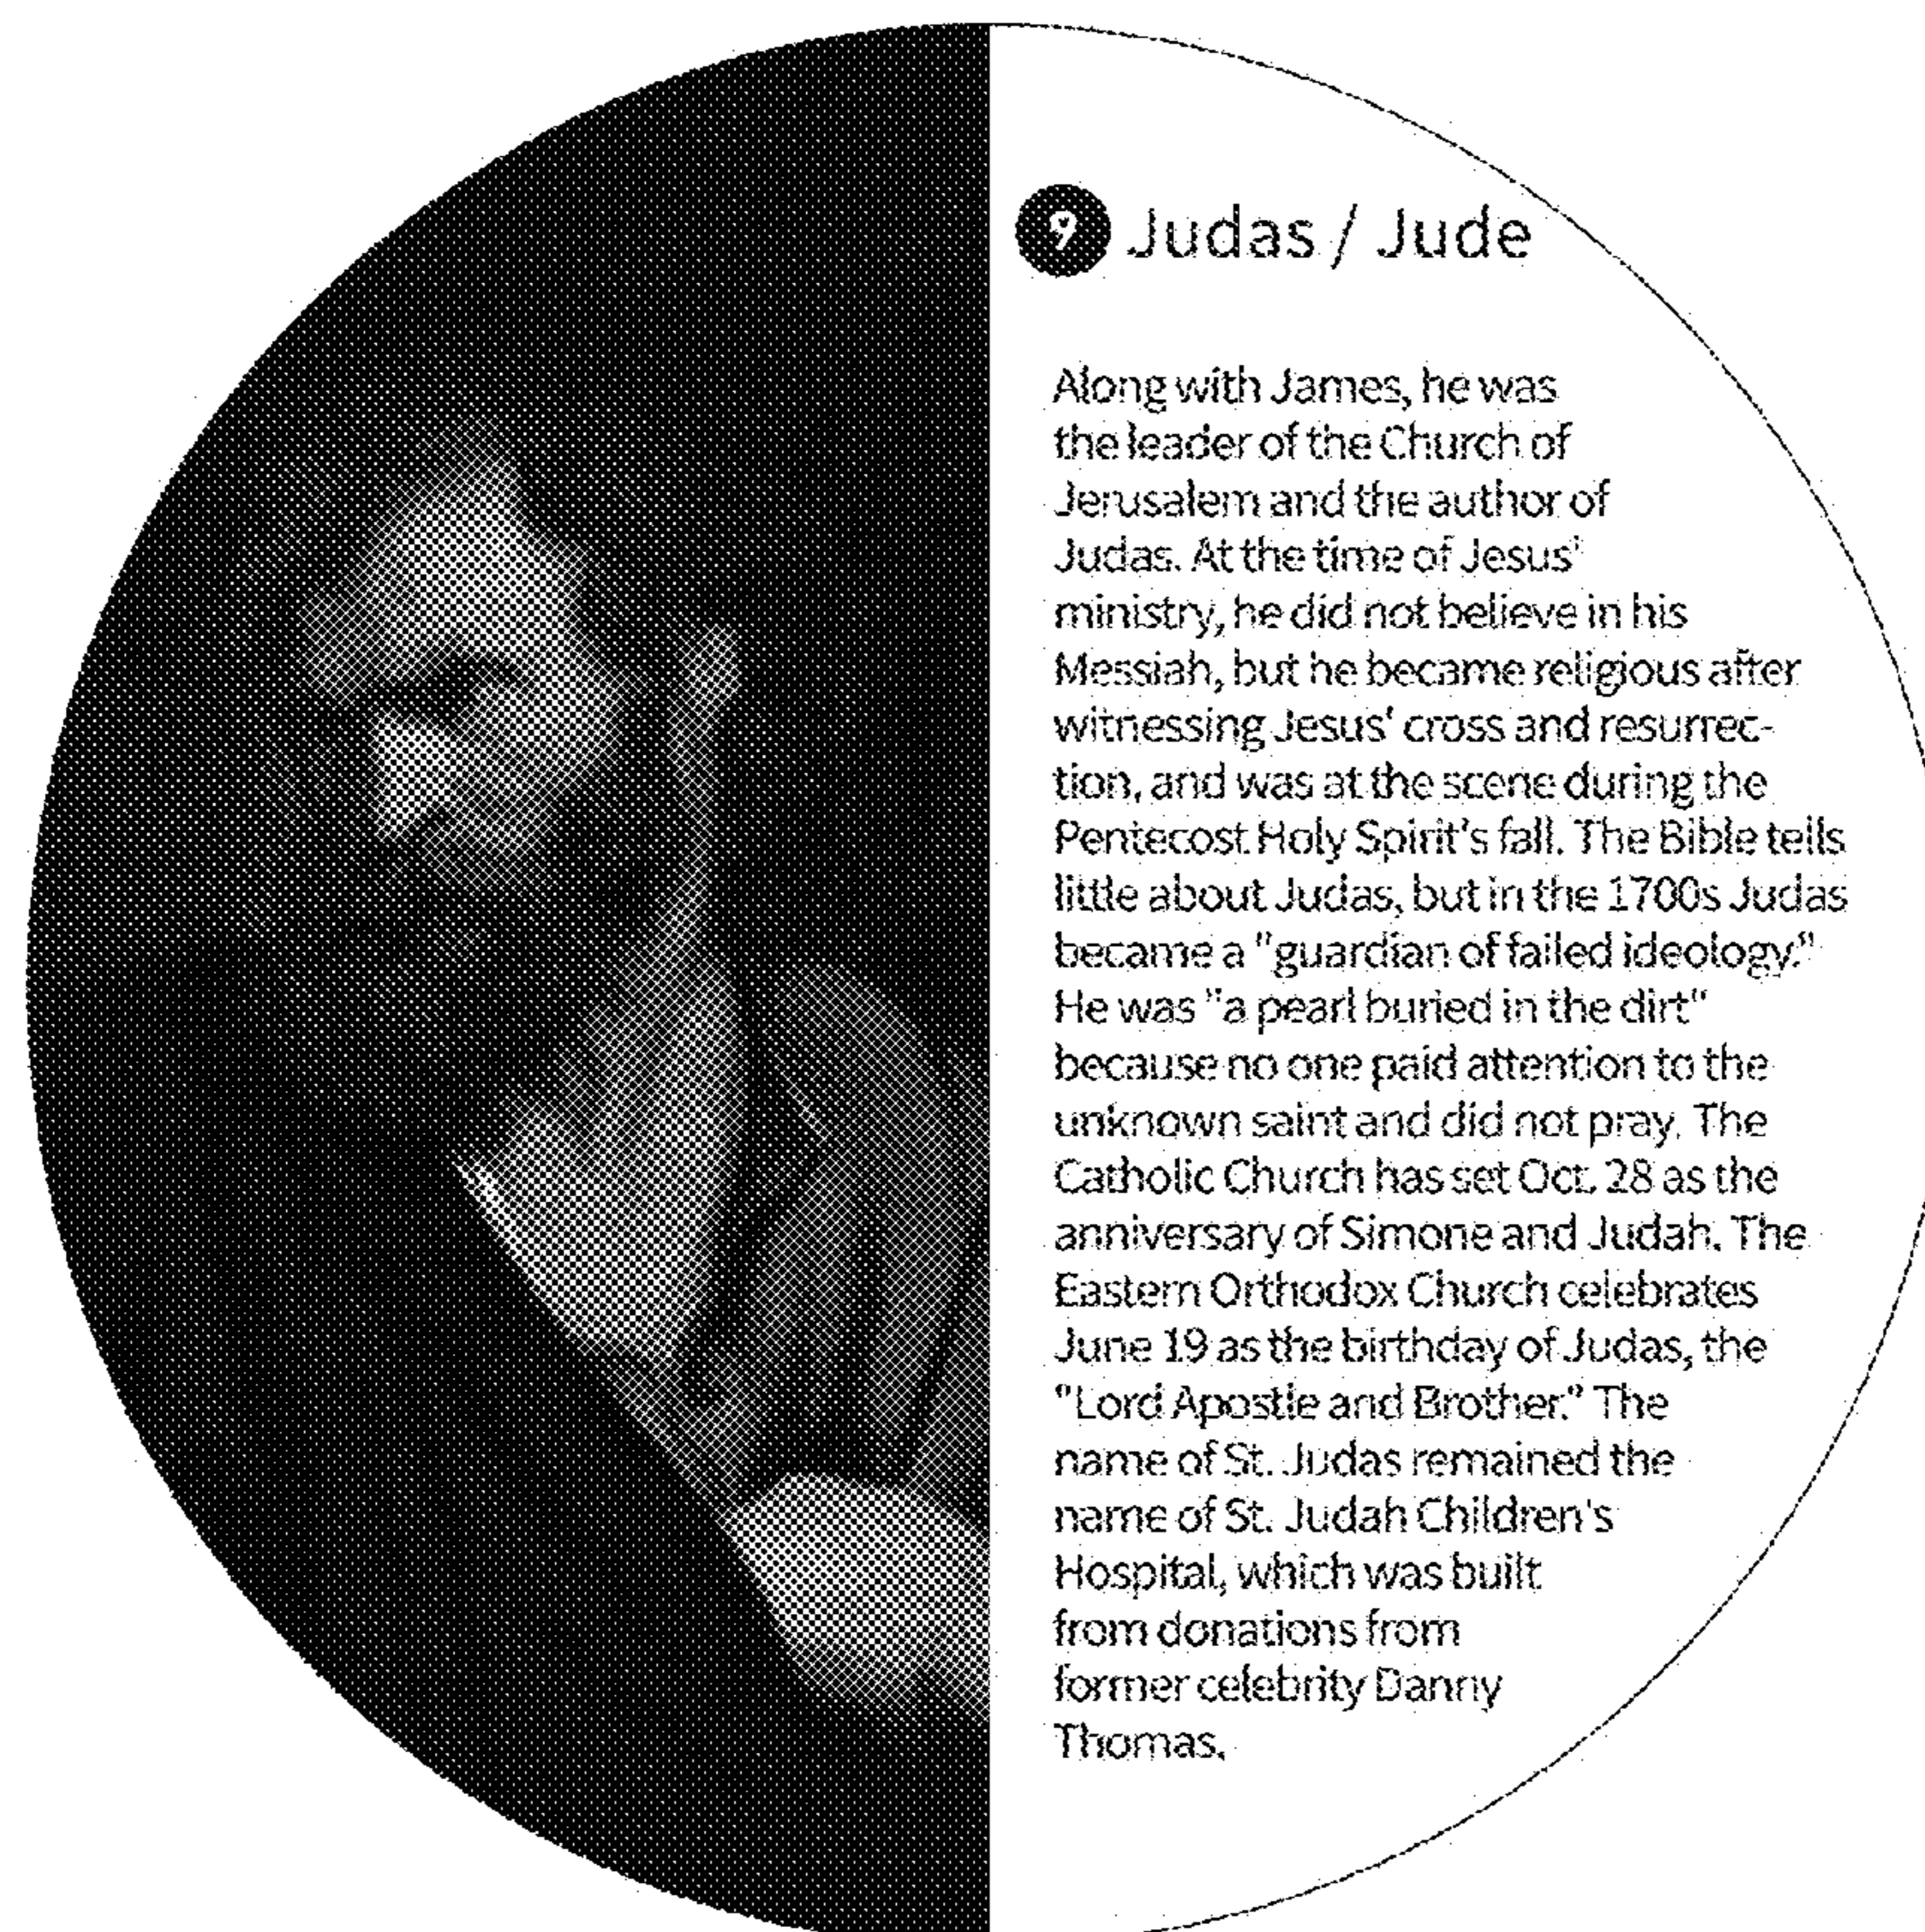 9 Judas / Jude
Along with James, he was
the leader of the Church of
Jerusalem and the author of
Judas. At the time of Jesus'
ministry, he did not believe in his
Messiah, but he became religious after
witnessing Jesus' cross and resurrec-
tion, and was at the scene during the
Pentecost Holy Spirit's fall. The Bible tells
little about Judas, but in the 1700s Judas
became a "guardian of failed ideology."
He was "a pearl buried in the dirt"
because no one paid attention to the
unknown saint and did not pray. The
Catholic Church has set Oct. 28 as the
anniversary of Simone and Judah. The
Eastern Orthodox Church celebrates
June 19 as the birthday of Judas, the
"Lord Apostle and Brother." The
name of St. Judas remained the
name of St. Judah Children's
Hospital, which was built
from donations from
former celebrity Danny
Thomas.